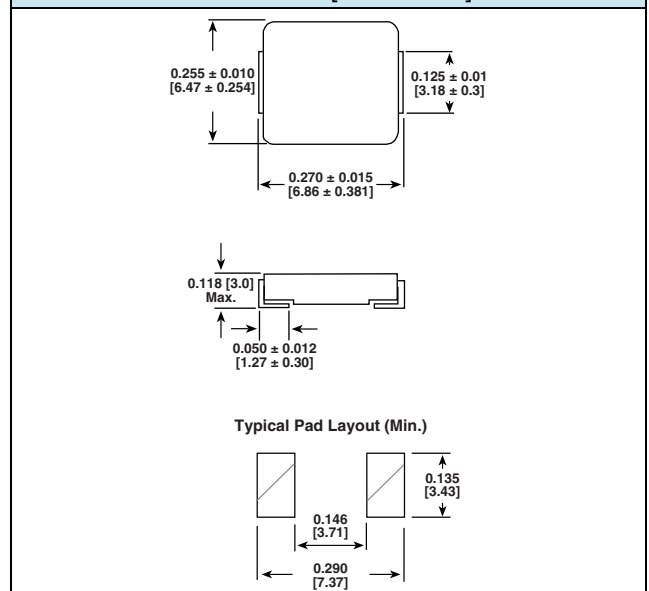 0.255 ± 0.010
[6.47 ± 0.254]
0.125 ± 0.01
[3.18 ± 0.3]
0.270 ± 0.015
[6.86 ± 0.381]
0.118 [3.0]
Max.
0.050 ± 0.012
[1.27 ± 0.30]
Typical Pad Layout (Min.)
0.135
[3.43]
0.146
[3.71]
0.290
[7.37]